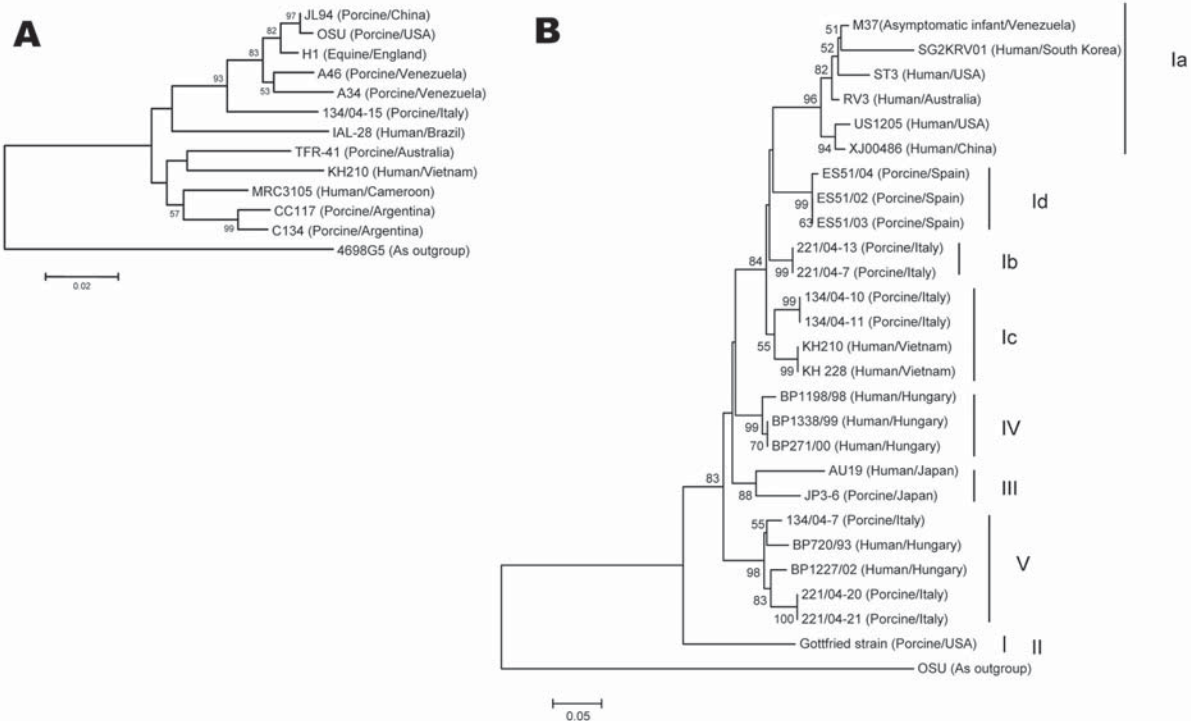 A
97
JL94 (Porcine/China)
82
OSU (Porcine/USA)
H1 (Equine/England)
83
A46 (Porcine/Venezuela)
93
53
A34 (Porcine/Venezuela)
134/04-15 (Porcine/Italy)
IAL-28 (Human/Brazil)
TFR-41 (Porcine/Australia)
KH210 (Human/Vietnam)
MRC3105 (Human/Cameroon)
57
CC117 (Porcine/Argentina)
99
C134 (Porcine/Argentina)
4698G5 (As outgroup)
0.02
B
51
M37(Asymptomatic infant/Venezuela)
52
SG2KRV01 (Human/South Korea)
Ia
82
ST3 (Human/USA)
96
RV3 (Human/Australia)
US1205 (Human/USA)
94
XJ00486 (Human/China)
ES51/04 (Porcine/Spain)
99
ES51/02 (Porcine/Spain)
Id
63
ES51/03 (Porcine/Spain)
221/04-13 (Porcine/Italy)
84
Ib
99
221/04-7 (Porcine/Italy)
99
134/04-10 (Porcine/Italy)
134/04-11 (Porcine/Italy)
Ic
55
KH210 (Human/Vietnam)
99
KH 228 (Human/Vietnam)
BP1198/98 (Human/Hungary)
99
BP1338/99 (Human/Hungary)
IV
70
BP271/00 (Human/Hungary)
83
AU19 (Human/Japan)
III
88
JP3-6 (Porcine/Japan)
55
134/04-7 (Porcine/Italy)
BP720/93 (Human/Hungary)
V
98
BP1227/02 (Human/Hungary)
83
221/04-20 (Porcine/Italy)
100
221/04-21 (Porcine/Italy)
Gottfried strain (Porcine/USA)
II
OSU (As outgroup)
0.05